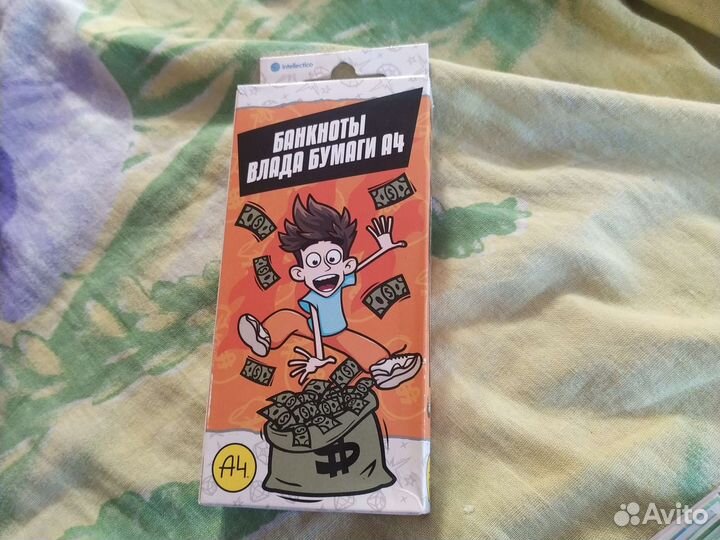 Intellectico
БАНКНОТЫ
ВЛАДА БУМАГИ А4
А4
Avito